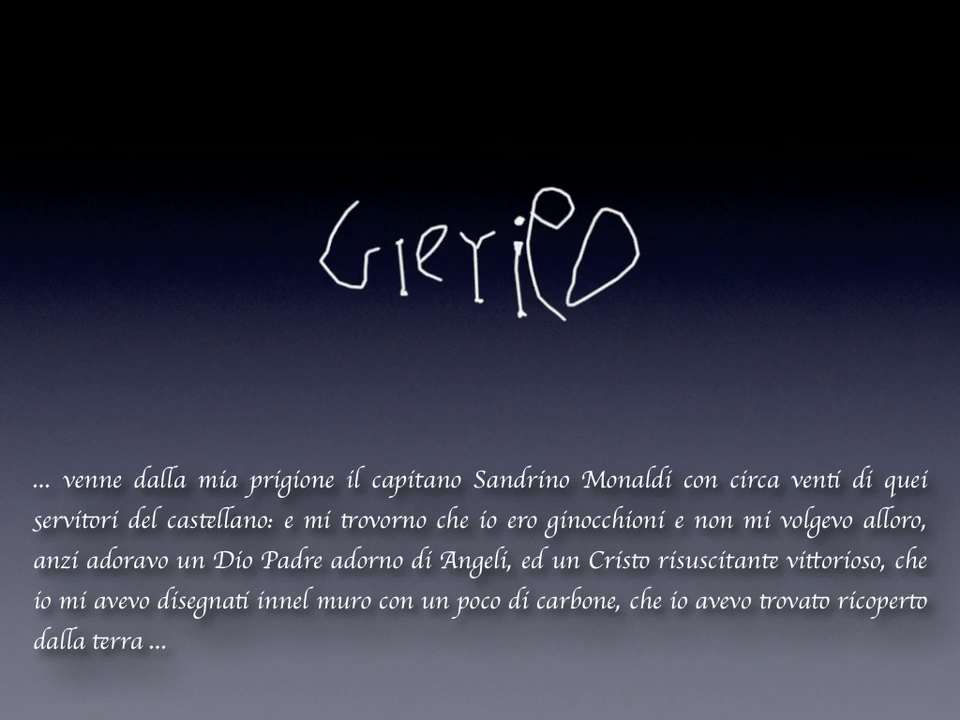 GIeriPO
... venne dalla mia prigione il capitano Sandrino Monaldi con circa venti di quei
servitori del castellano: e mi trovorno che io ero ginocchioni e non mi volgevo alloro,
anzi adoravo un Dio Padre adorno di Angeli, ed un Cristo risuscitante vittorioso, che
io mi avevo disegnati innel muro con un poco di carbone, che io avevo trovato ricoperto
dalla terra ...